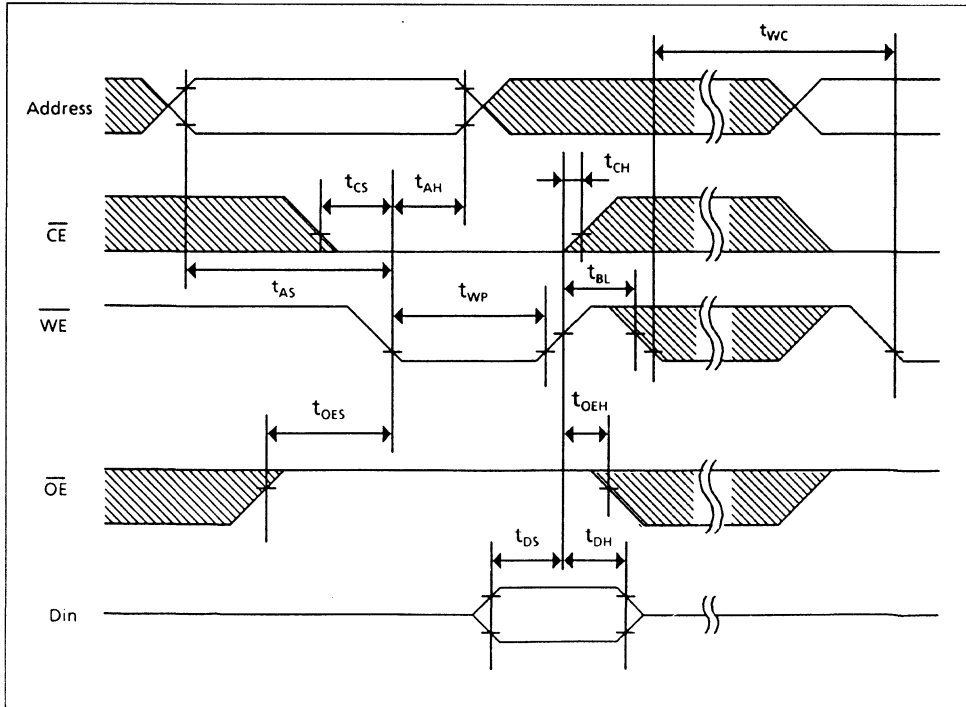 tWC
Address
tCH
tCS
tAH
CE
tAS
tWP
tBL
WE
tOES
tOEH
OE
tDS
tDH
Din